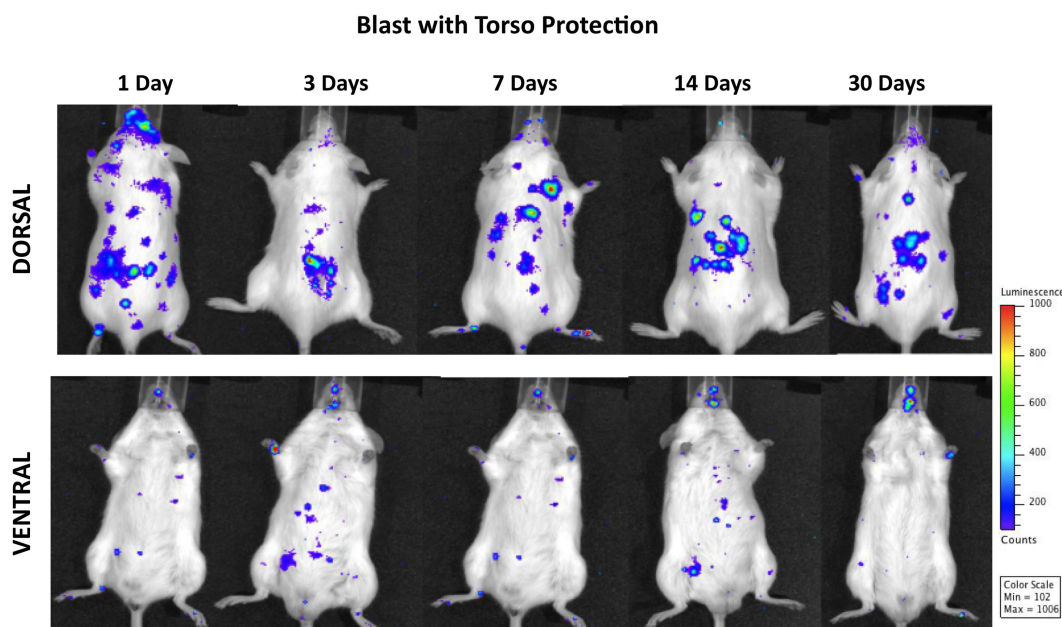 Blast with Torso Protection
1 Day 3 Days 7 Days 14 Days 30 Days
DORSAL
VENTRAL
Luminescence
1000
800
600
400
200
Counts
Color Scale
Min = 102
Max = 1006